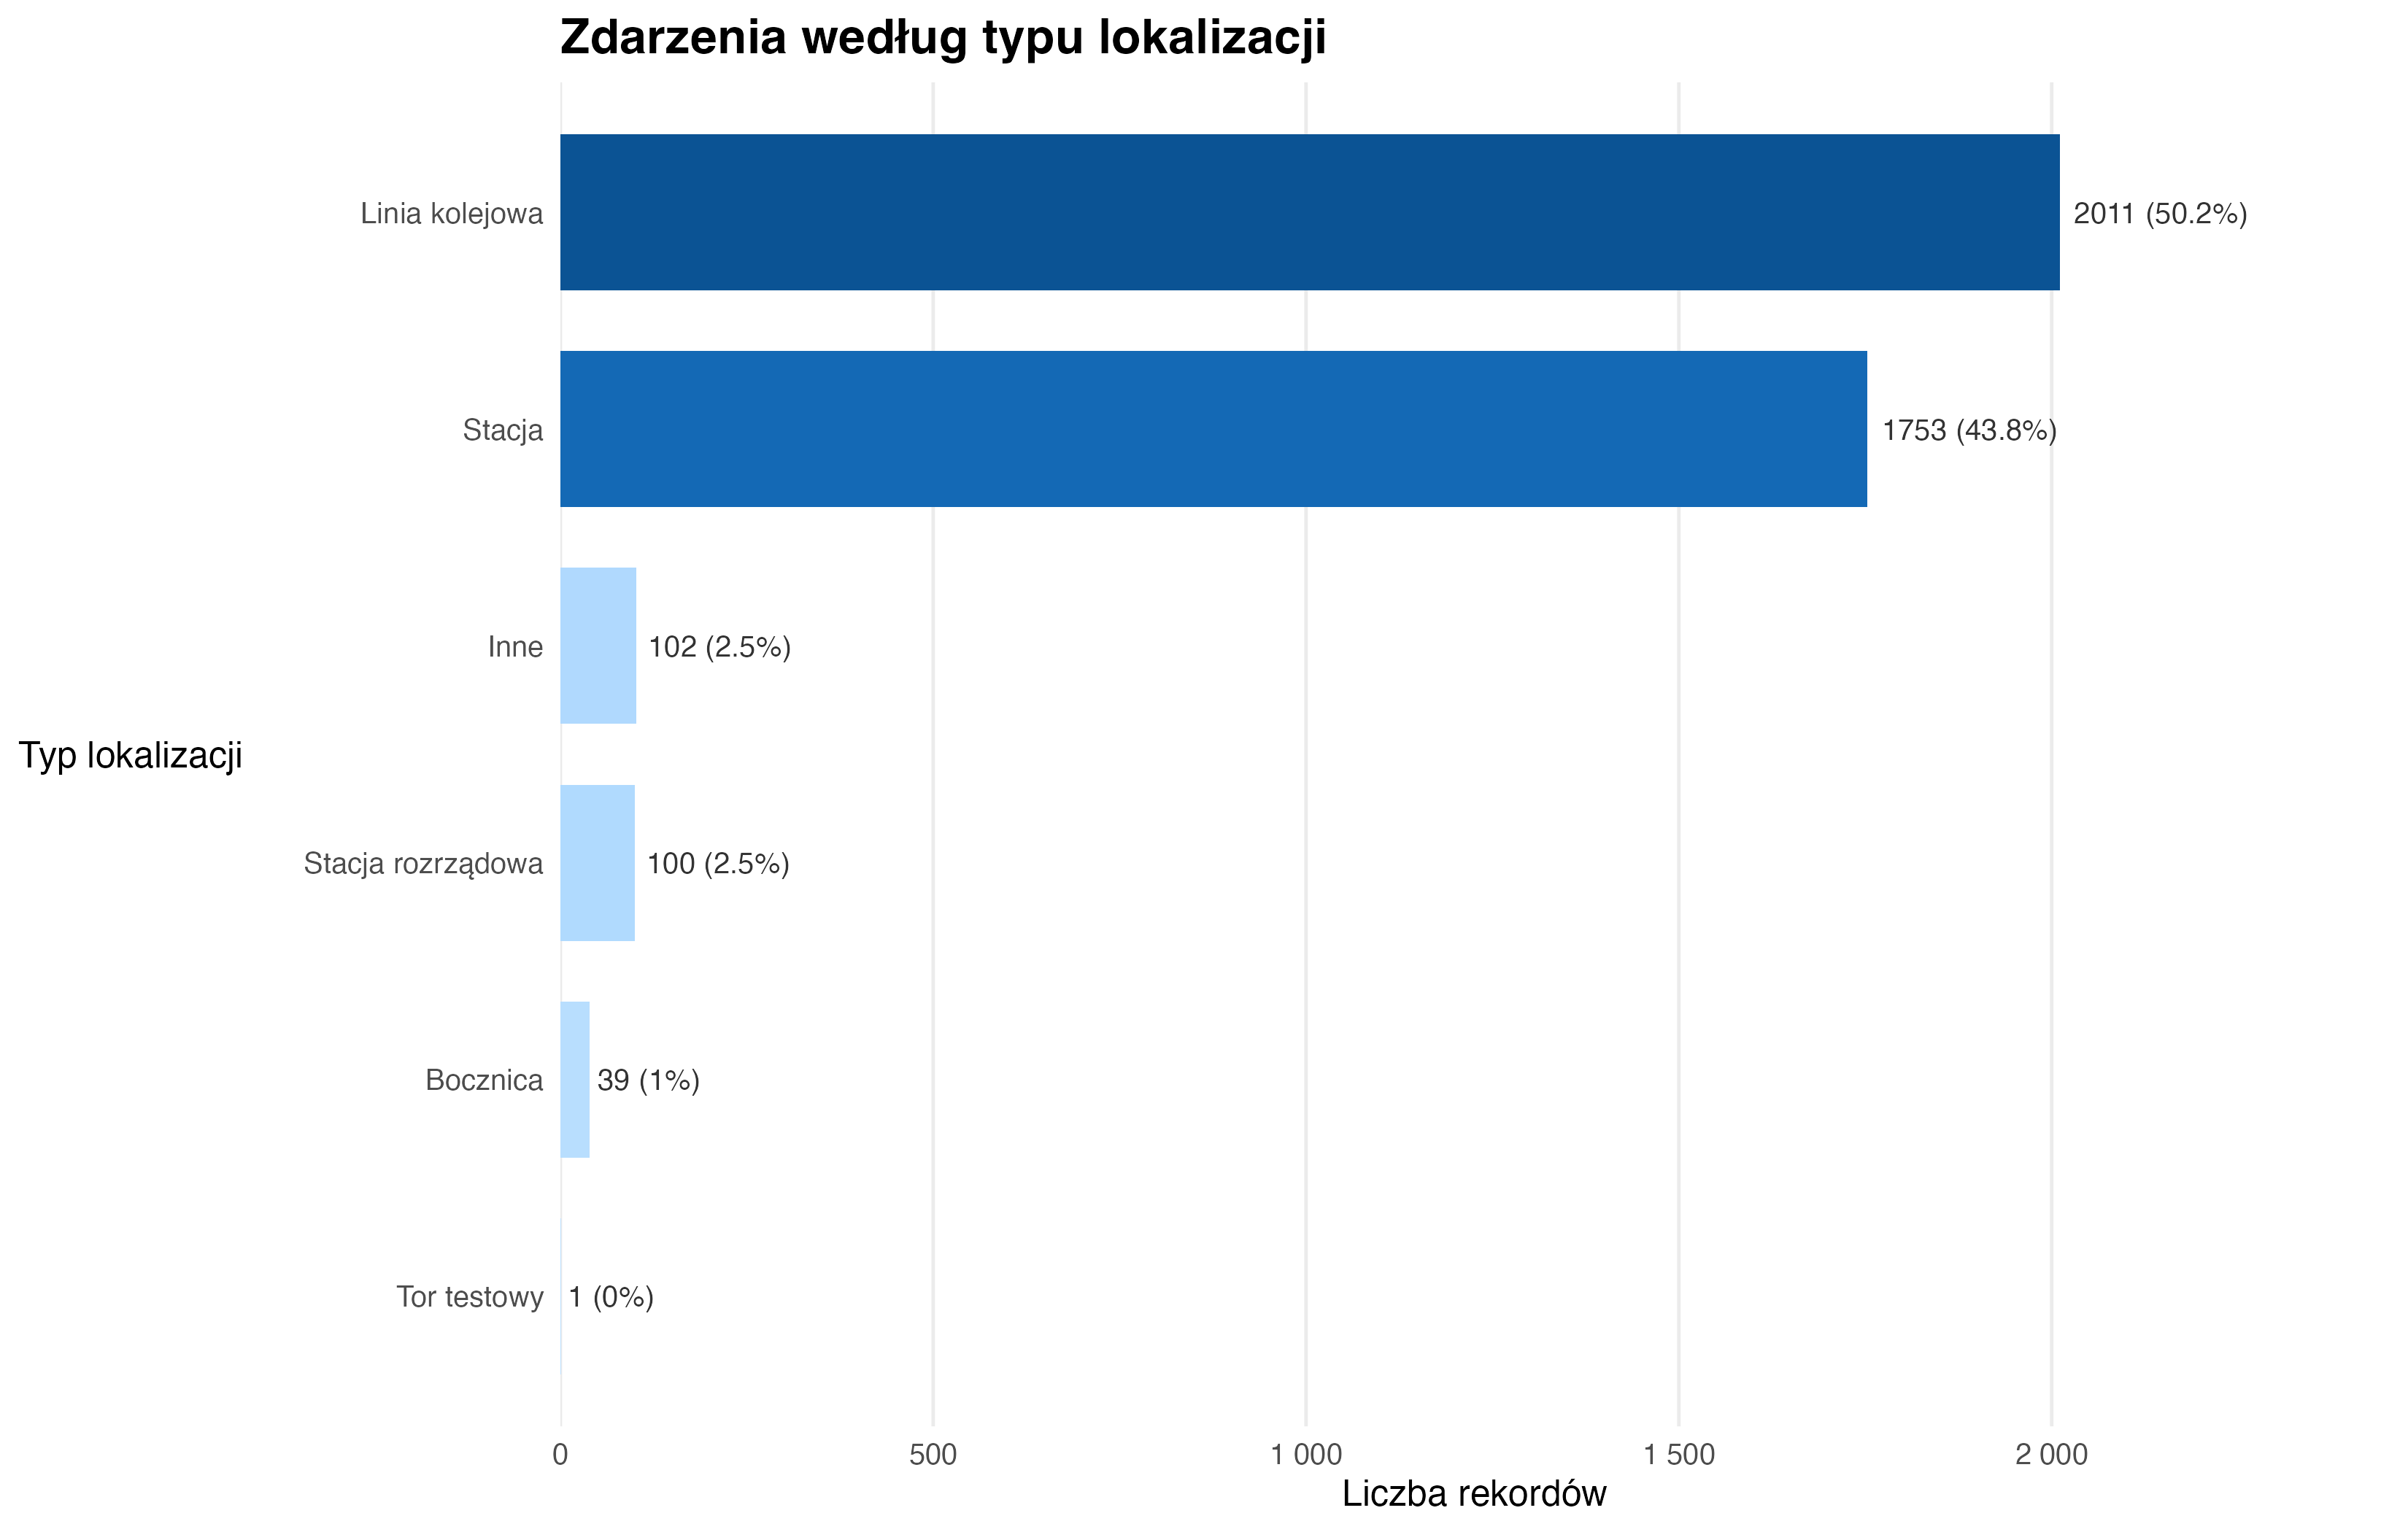 Zdarzenia według typu lokalizacji
Linia kolejowa
2011 (50.2%)
Stacja
1753 (43.8%)
Inne
102 (2.5%)
Typ lokalizacji
Stacja rozrządowa
100 (2.5%)
Bocznica
39 (1%)
Tor testowy
1 (0%)
0
500
1 000
1 500
2 000
Liczba rekordów